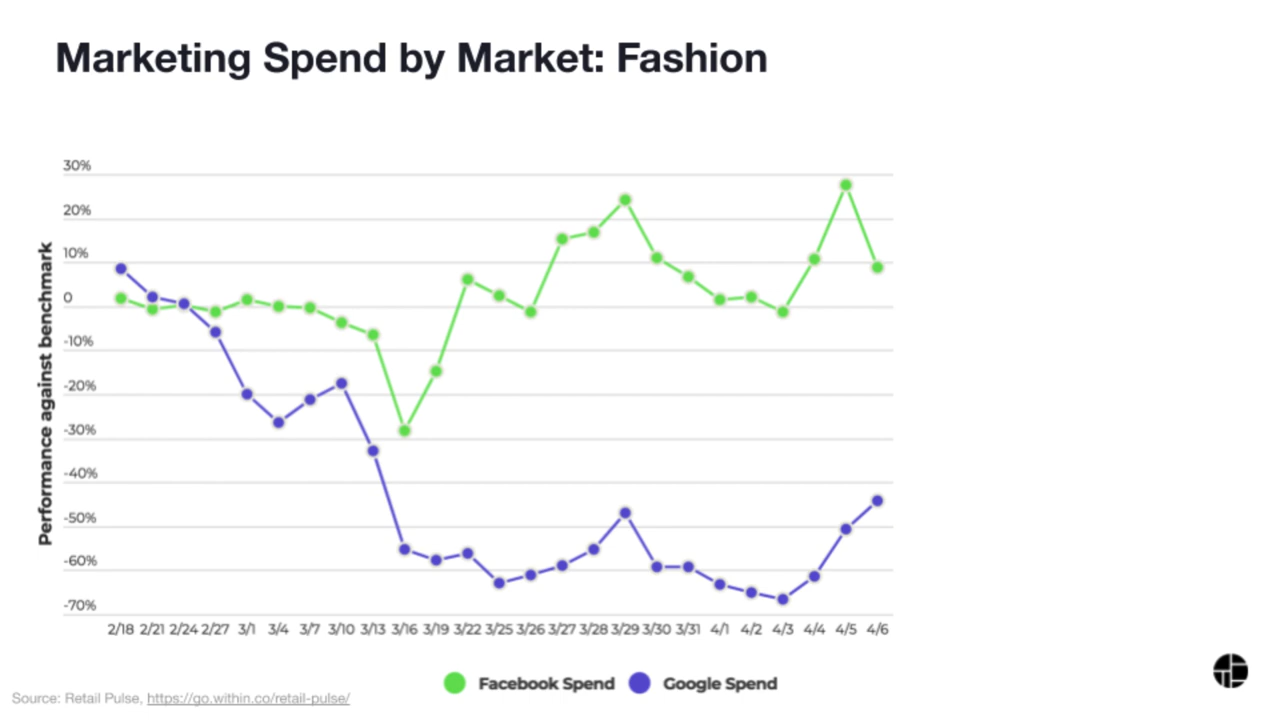 Marketing Spend by Market: Fashion
Performance against benchmark
30%
20%
10%
0
-10%
-20%
-30%
-40%
-50%
-60%
-70%
2/18 2/21 2/24 2/27 3/1 3/4 3/7 3/10 3/13 3/16 3/19 3/22 3/25 3/26 3/27 3/28 3/29 3/30 3/31 4/1 4/2 4/3 4/4 4/5 4/6
Facebook Spend Google Spend
Source: Retail Pulse, https://go.within.co/retail-pulse/